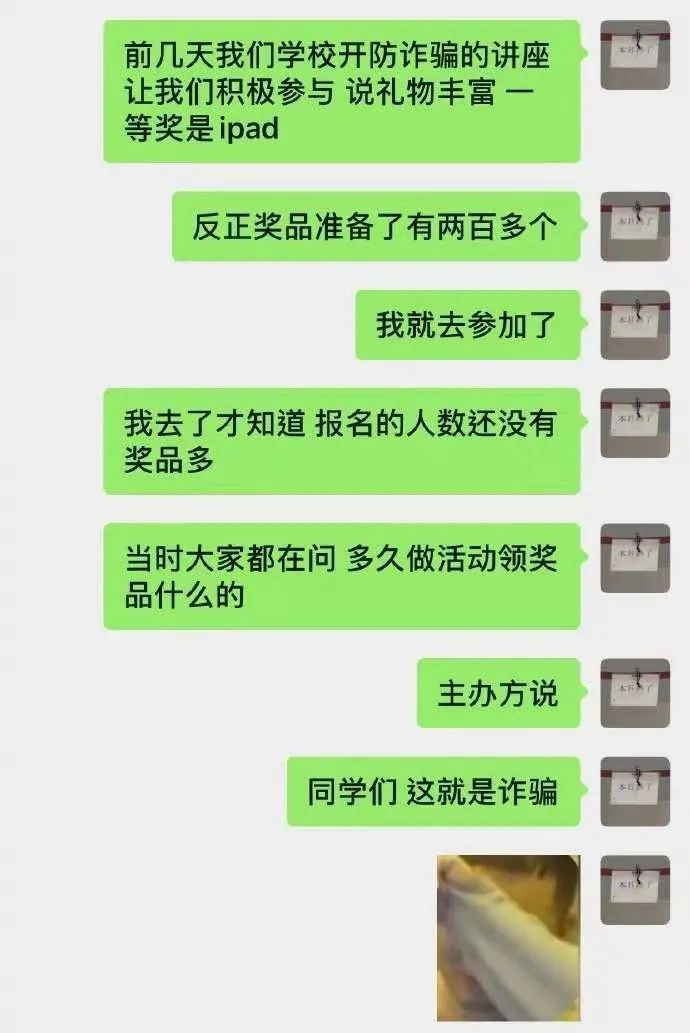 前几天我们学校开防诈骗的讲座
让我们积极参与 说礼物丰富 一
等奖是ipad
反正奖品准备了有两百多个
我就去参加了
我去了才知道 报名的人数还没有
奖品多
当时大家都在问 多久做活动领奖
品什么的
主办方说
同学们 这就是诈骗